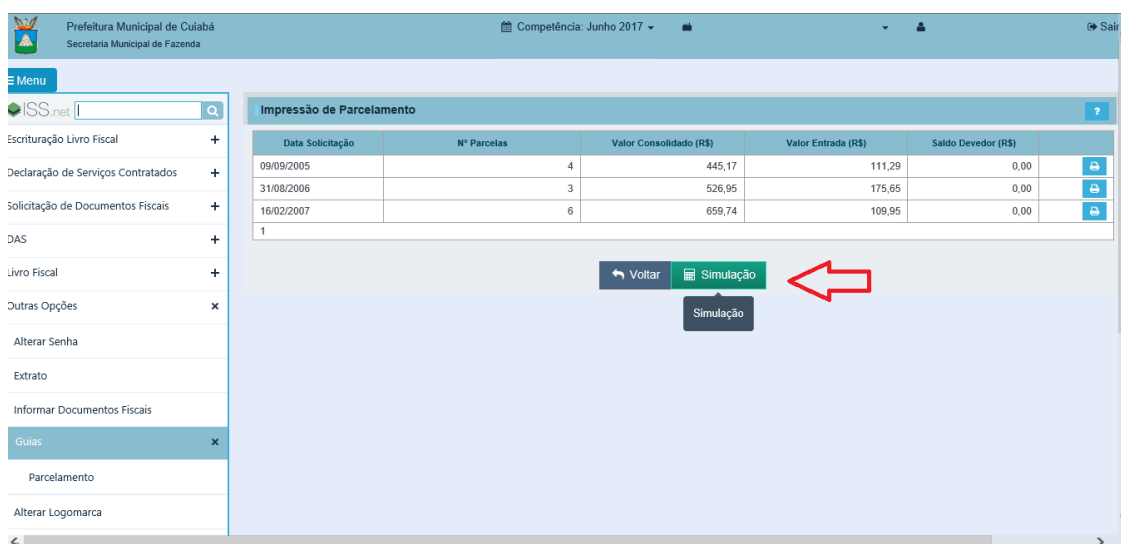 Prefeitura Municipal de Cuiabá
Secretaria Municipal de Fazenda
Competência: Junho 2017
Sair
Menu
ISS.net
Impressão de Parcelamento
?
Escrituração Livro Fiscal +
Declaração de Serviços Contratados +
Solicitação de Documentos Fiscais +
DAS +
Livro Fiscal +
Outras Opções x
Alterar Senha
Extrato
Informar Documentos Fiscais
Guias x
Parcelamento
Alterar Logomarca
Data Solicitação Nº Parcelas Valor Consolidado (R$) Valor Entrada (R$) Saldo Devedor (R$)
09/09/2005 4 445,17 111,29 0,00
31/08/2006 3 526,95 175,65 0,00
16/02/2007 6 659,74 109,95 0,00
1
Voltar Simulação
Simulação